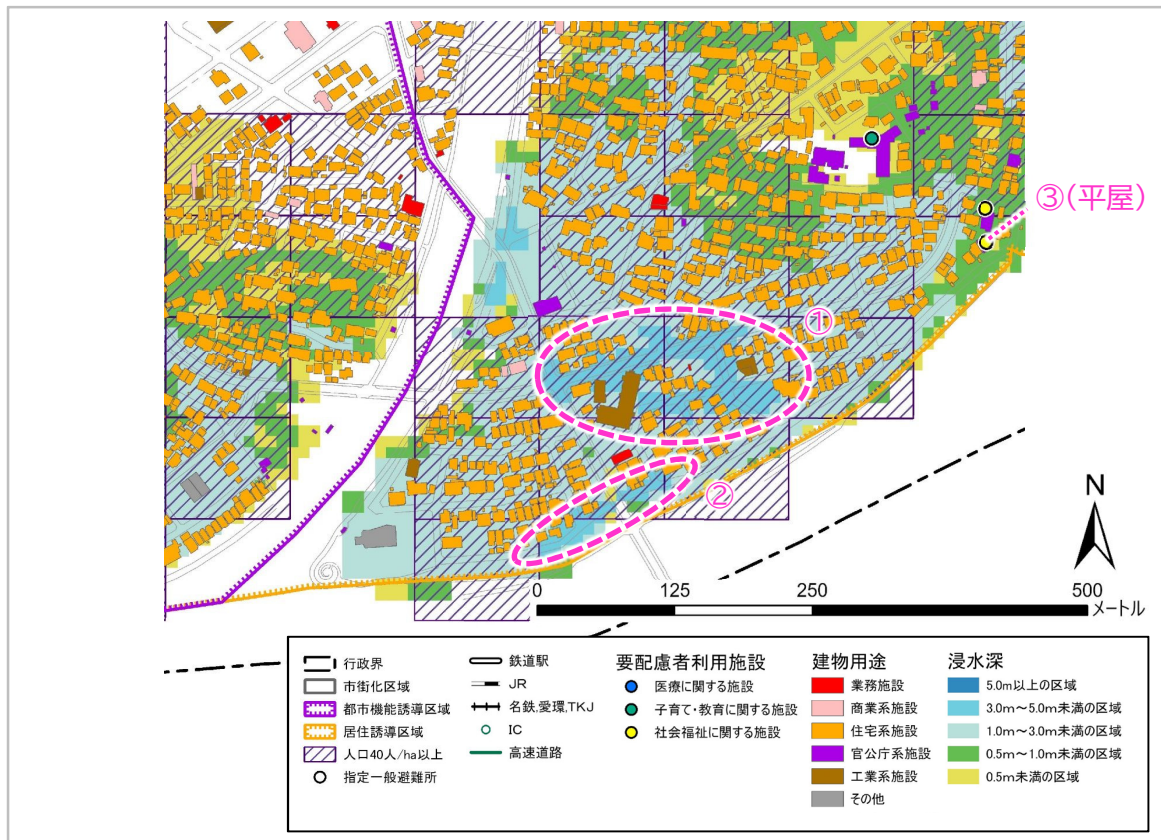 ③(平屋)
①
②
N
0 125 250 500
メートル
行政界
市街化区域
都市機能誘導区域
居住誘導区域
人口40人/ha以上
指定一般避難所
鉄道駅
JR
名鉄,愛環,TKJ
IC
高速道路
要配慮者利用施設
医療に関する施設
子育て・教育に関する施設
社会福祉に関する施設
建物用途
業務施設
商業系施設
住宅系施設
官公庁系施設
工業系施設
その他
浸水深
5.0m以上の区域
3.0m~5.0m未満の区域
1.0m~3.0m未満の区域
0.5m~1.0m未満の区域
0.5m未満の区域